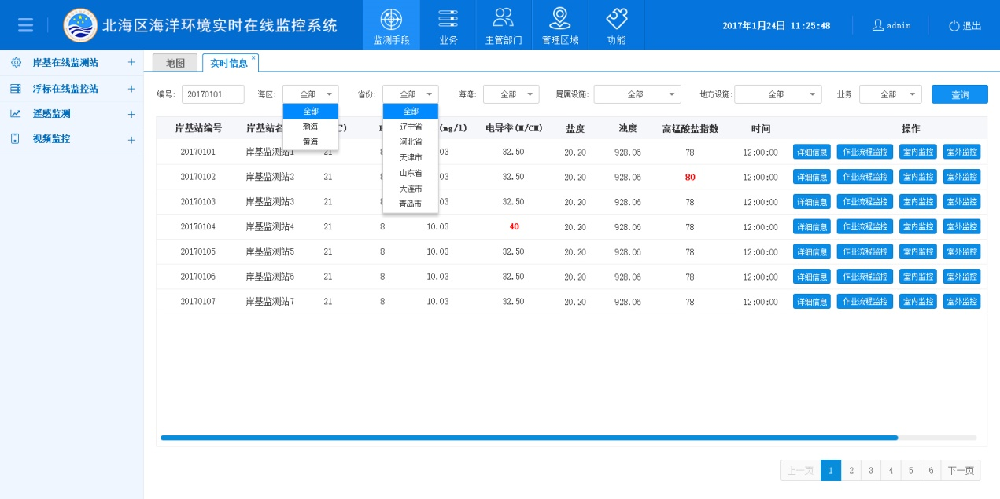 北海区海洋环境实时在线监控系统
监测手段 业务 主管部门 管理区域 功能
2017年1月24日 11:25:48 admin 退出
岸基在线监测站 +
浮标在线监控站 +
遥感监测 +
视频监控 +
地图 实时信息 ×
编号: 20170101 海区: 全部 省份: 全部 海湾: 全部 局属设施: 全部 地方设施: 全部 业务: 全部 查询
全部
渤海
黄海
全部
辽宁省
河北省
天津市
山东省
大连市
青岛市
岸基站编号 岸基站名 C) (mg/l) 电导率(M/CM) 盐度 浊度 高锰酸盐指数 时间 操作
20170101 岸基监测站1 21 8 .03 32.50 20.20 928.06 78 12:00:00 详细信息 作业流程监控 室内监控 室外监控
20170102 岸基监测站2 21 8 .03 32.50 20.20 928.06 80 12:00:00 详细信息 作业流程监控 室内监控 室外监控
20170103 岸基监测站3 21 8 .03 32.50 20.20 928.06 78 12:00:00 详细信息 作业流程监控 室内监控 室外监控
20170104 岸基监测站4 21 8 10.03 40 20.20 928.06 78 12:00:00 详细信息 作业流程监控 室内监控 室外监控
20170105 岸基监测站5 21 8 10.03 32.50 20.20 928.06 78 12:00:00 详细信息 作业流程监控 室内监控 室外监控
20170106 岸基监测站6 21 8 10.03 32.50 20.20 928.06 78 12:00:00 详细信息 作业流程监控 室内监控 室外监控
20170107 岸基监测站7 21 8 10.03 32.50 20.20 928.06 78 12:00:00 详细信息 作业流程监控 室内监控 室外监控
上一页 1 2 3 4 5 6 下一页